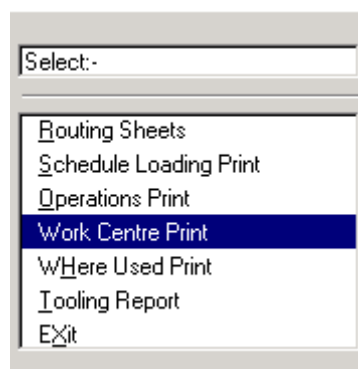 Select:-
Routing Sheets
Schedule Loading Print
Operations Print
Work Centre Print
WHere Used Print
Tooling Report
EXit